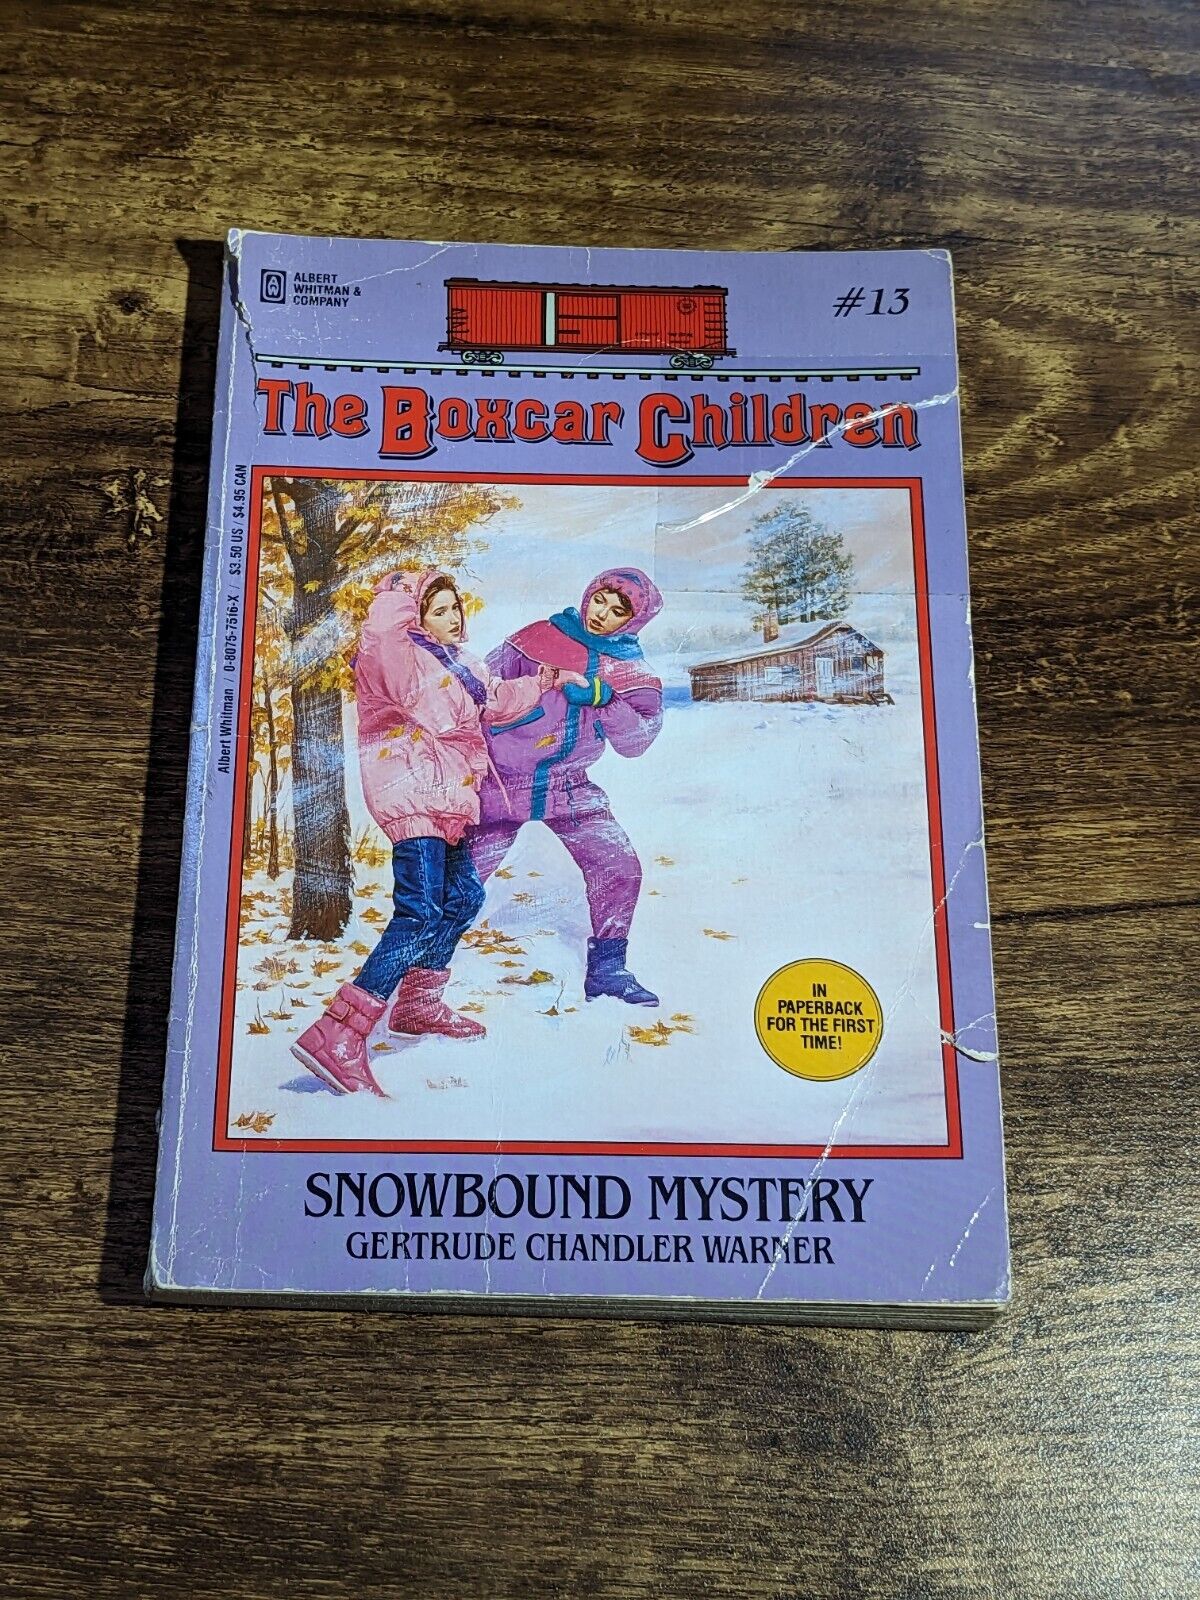 ALBERT
WHITMAN &
COMPANY
#13
The Boxcar Children
Albert Whitman / 0-8075-7516-X / $3.50 US / $4.95 CAN
IN
PAPERBACK
FOR THE FIRST
TIME!
SNOWBOUND MYSTERY
GERTRUDE CHANDLER WARNER